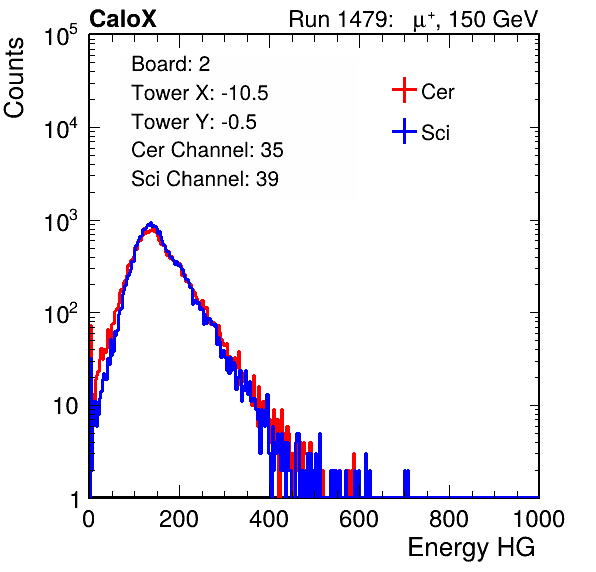 CaloX Run 1479: μ⁺, 150 GeV
Counts
Board: 2
Tower X: -10.5
Tower Y: -0.5
Cer Channel: 35
Sci Channel: 39
Cer
Sci
10⁵
10⁴
10³
10²
10
1
0 200 400 600 800 1000
Energy HG